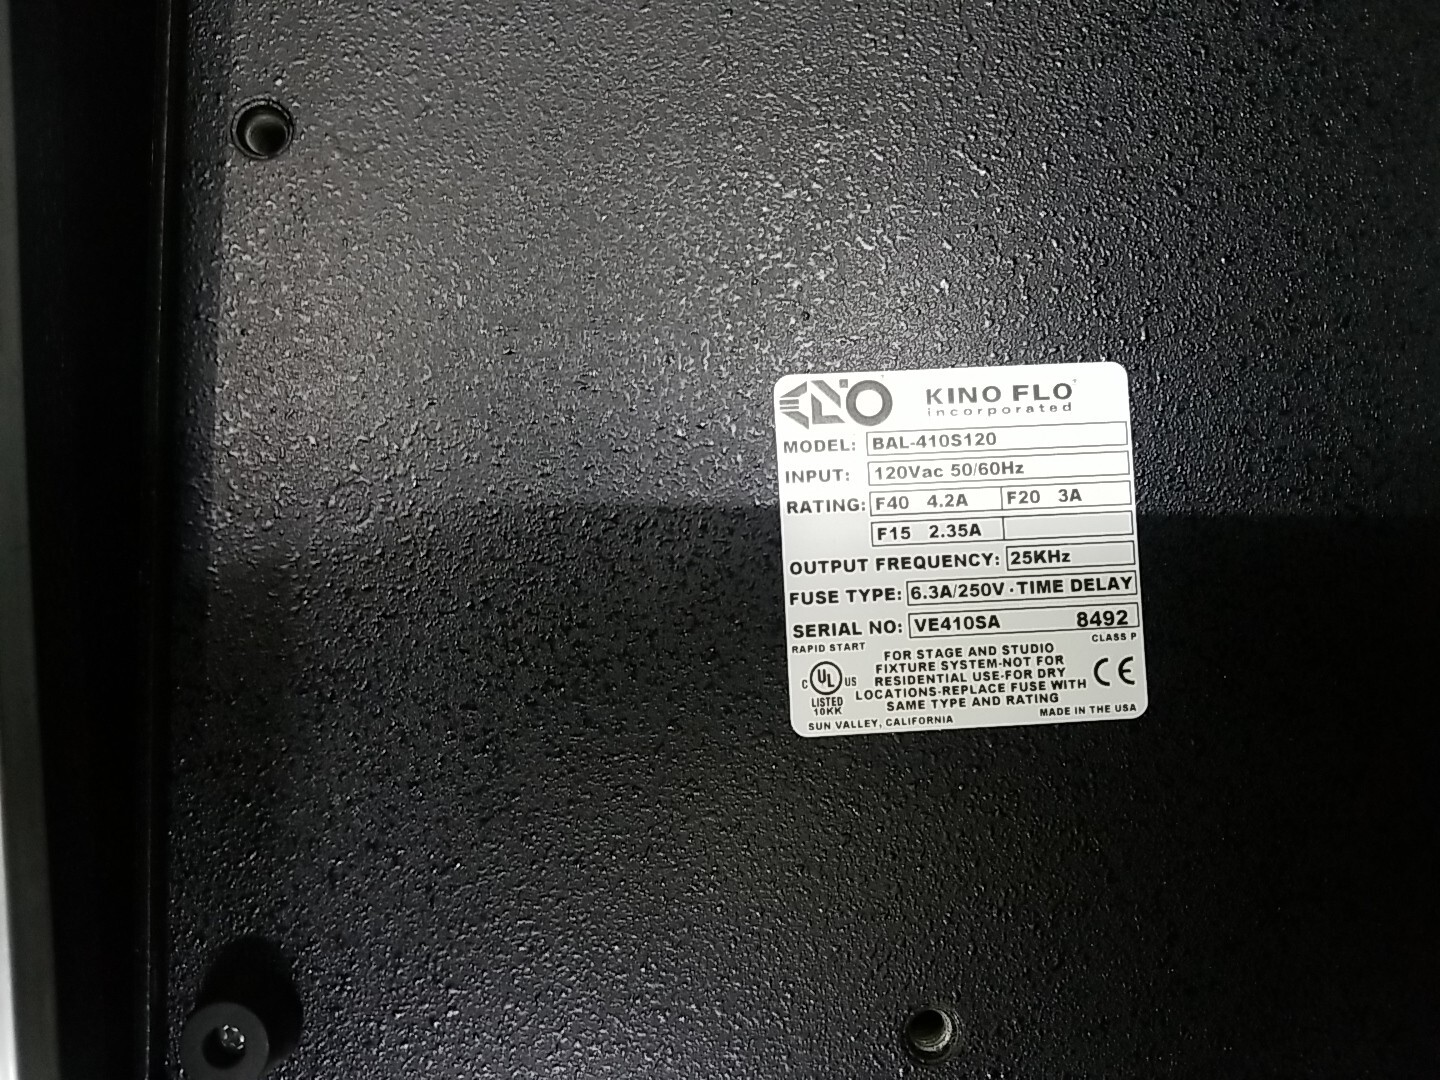 KINO FLO
incorporated
MODEL: BAL-410S120
INPUT: 120Vac 50/60Hz
RATING: F40 4.2A F20 3A
F15 2.35A
OUTPUT FREQUENCY: 25KHz
FUSE TYPE: 6.3A/250V · TIME DELAY
SERIAL NO: VE410SA 8492
RAPID START CLASS P
FOR STAGE AND STUDIO
FIXTURE SYSTEM-NOT FOR
RESIDENTIAL USE-FOR DRY
LOCATIONS-REPLACE FUSE WITH
SAME TYPE AND RATING
C UL US
LISTED
10KK
CE
SUN VALLEY, CALIFORNIA MADE IN THE USA